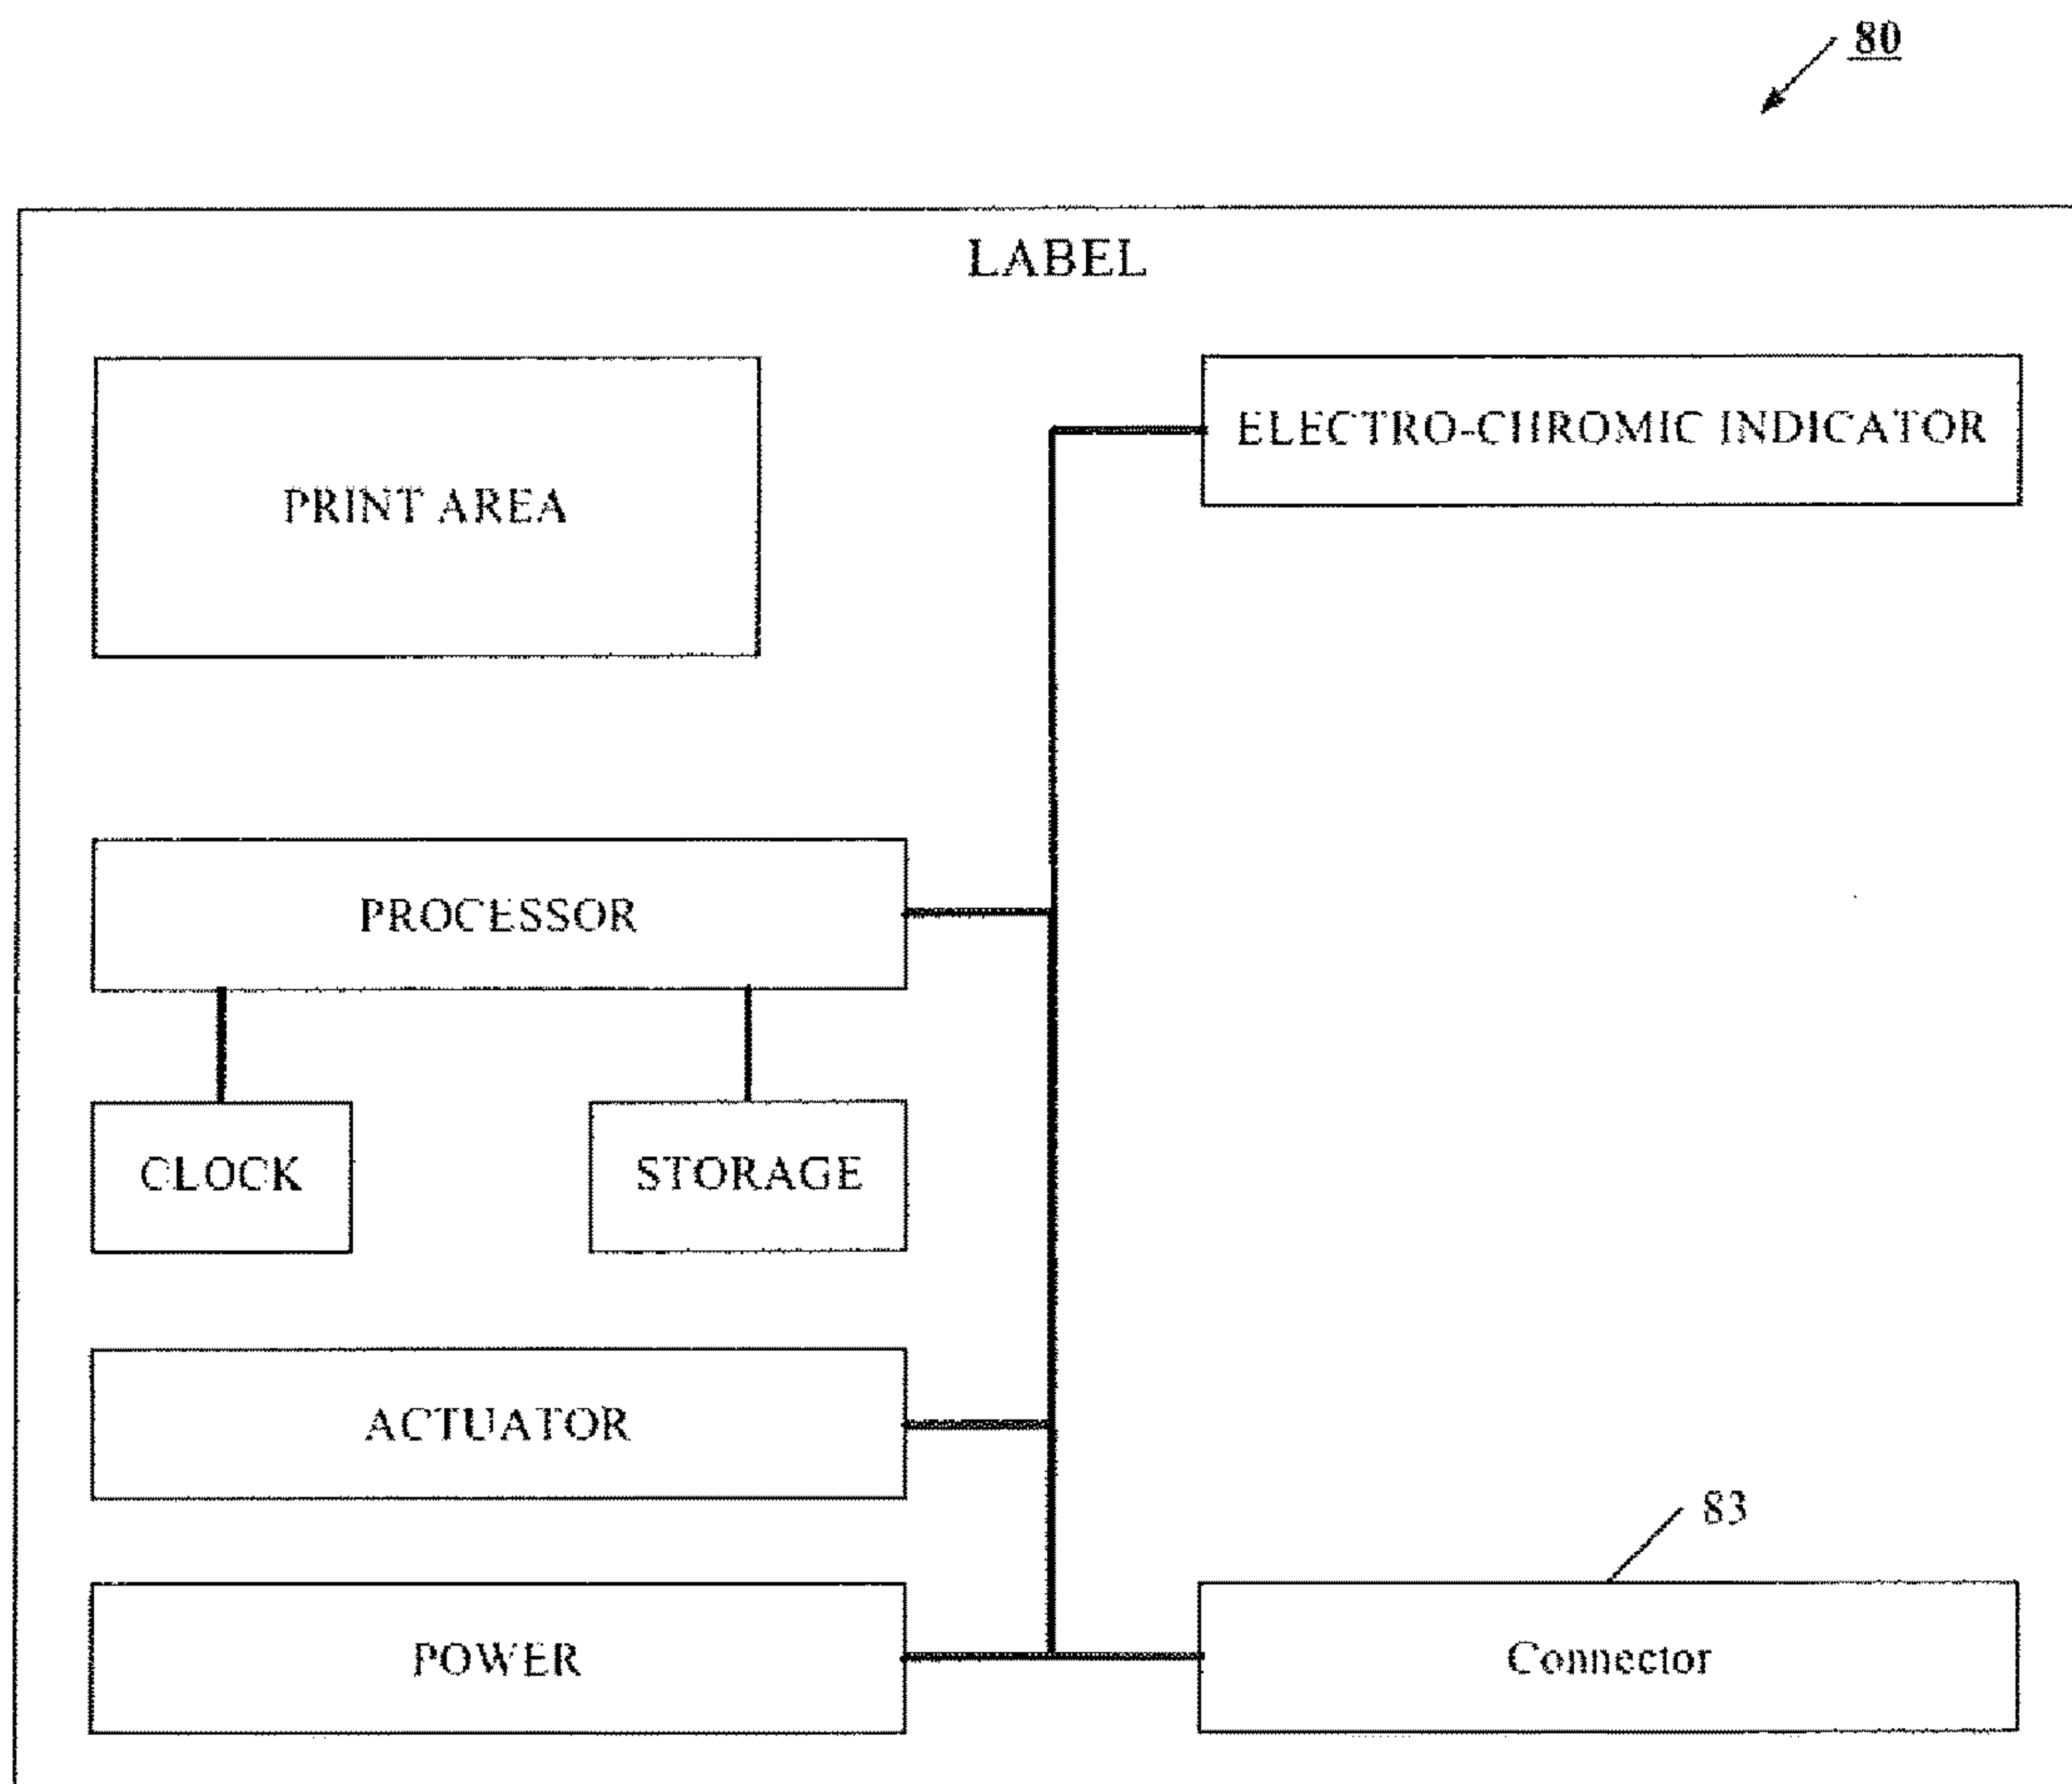 80
LABEL
PRINT AREA
ELECTRO-CHROMIC INDICATOR
PROCESSOR
CLOCK
STORAGE
ACTUATOR
83
POWER
Connector